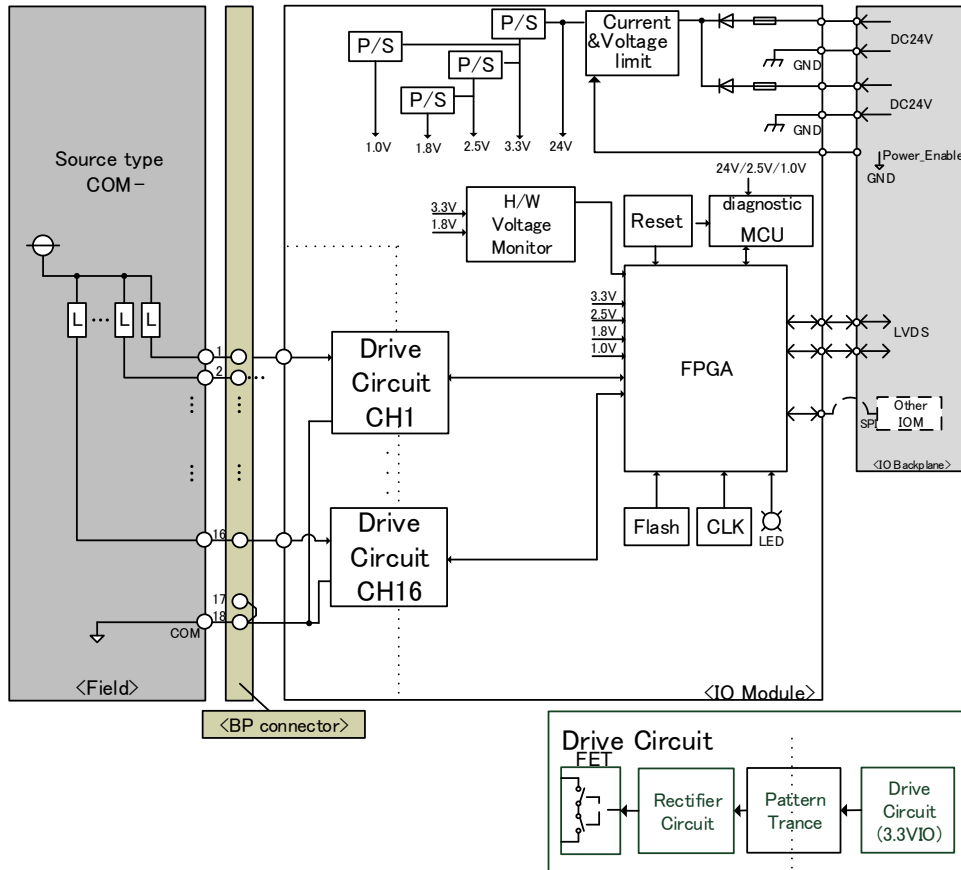 P/S
P/S
P/S
P/S
1.0V
1.8V
2.5V
3.3V
24V
Current
&Voltage
limit
DC24V
GND
DC24V
GND
Power_Enable
GND
Source type
COM-
L
...
L
L
3.3V
1.8V
H/W
Voltage
Monitor
Reset
24V/2.5V/1.0V
diagnostic
MCU
3.3V
2.5V
1.8V
1.0V
FPGA
LVDS
SPI
Other
IOM
<IO Backplane>
1
2
Drive
Circuit
CH1
16
Drive
Circuit
CH16
17
18
COM
Flash
CLK
LED
<Field>
<IO Module>
<BP connector>
Drive Circuit
FET
Rectifier
Circuit
Pattern
Trance
Drive
Circuit
(3.3VIO)